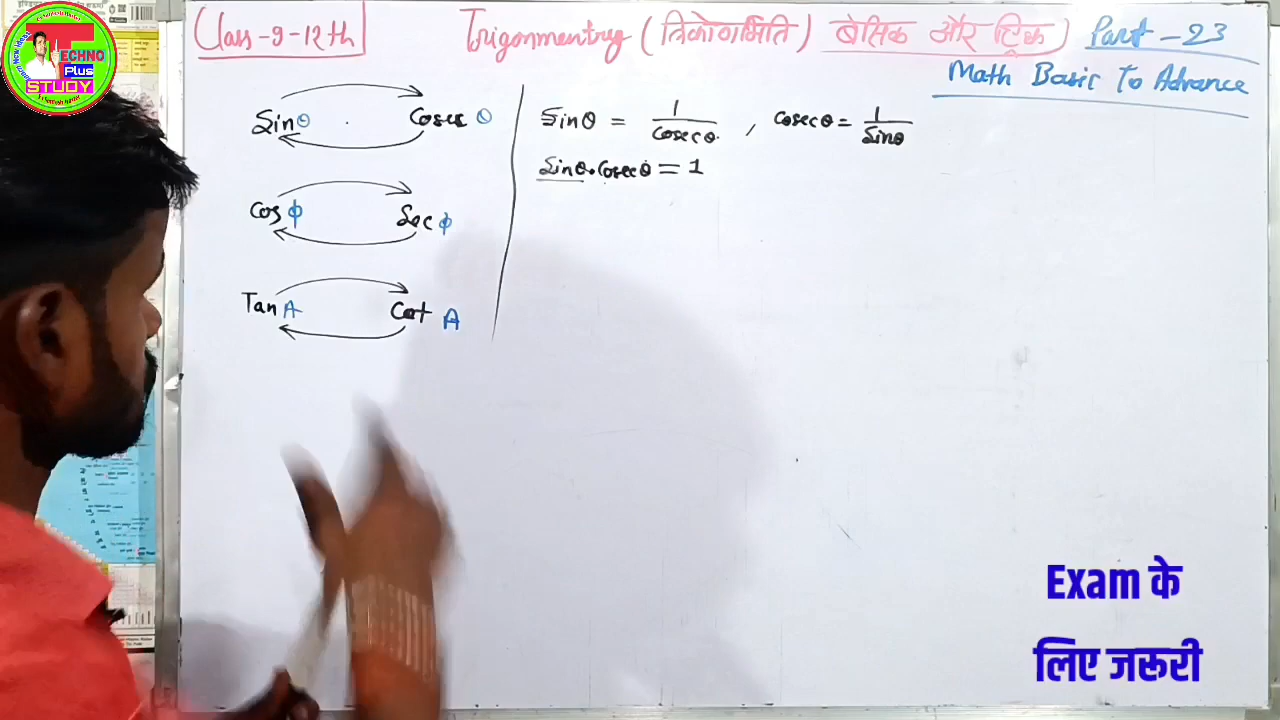 Class-9-12th
Trigonmentry (त्रिकोणमिति) बेसिक और ट्रिक) Part-23
Math Basic To Advance
TECHNO
Plus
STUDY
Sinθ Cosec θ
Sinθ = 1/Cosecθ , Cosecθ = 1/Sinθ
Sinθ.Cosecθ = 1
Cos ϕ Sec ϕ
Tan A Cot A
Exam के
लिए जरूरी